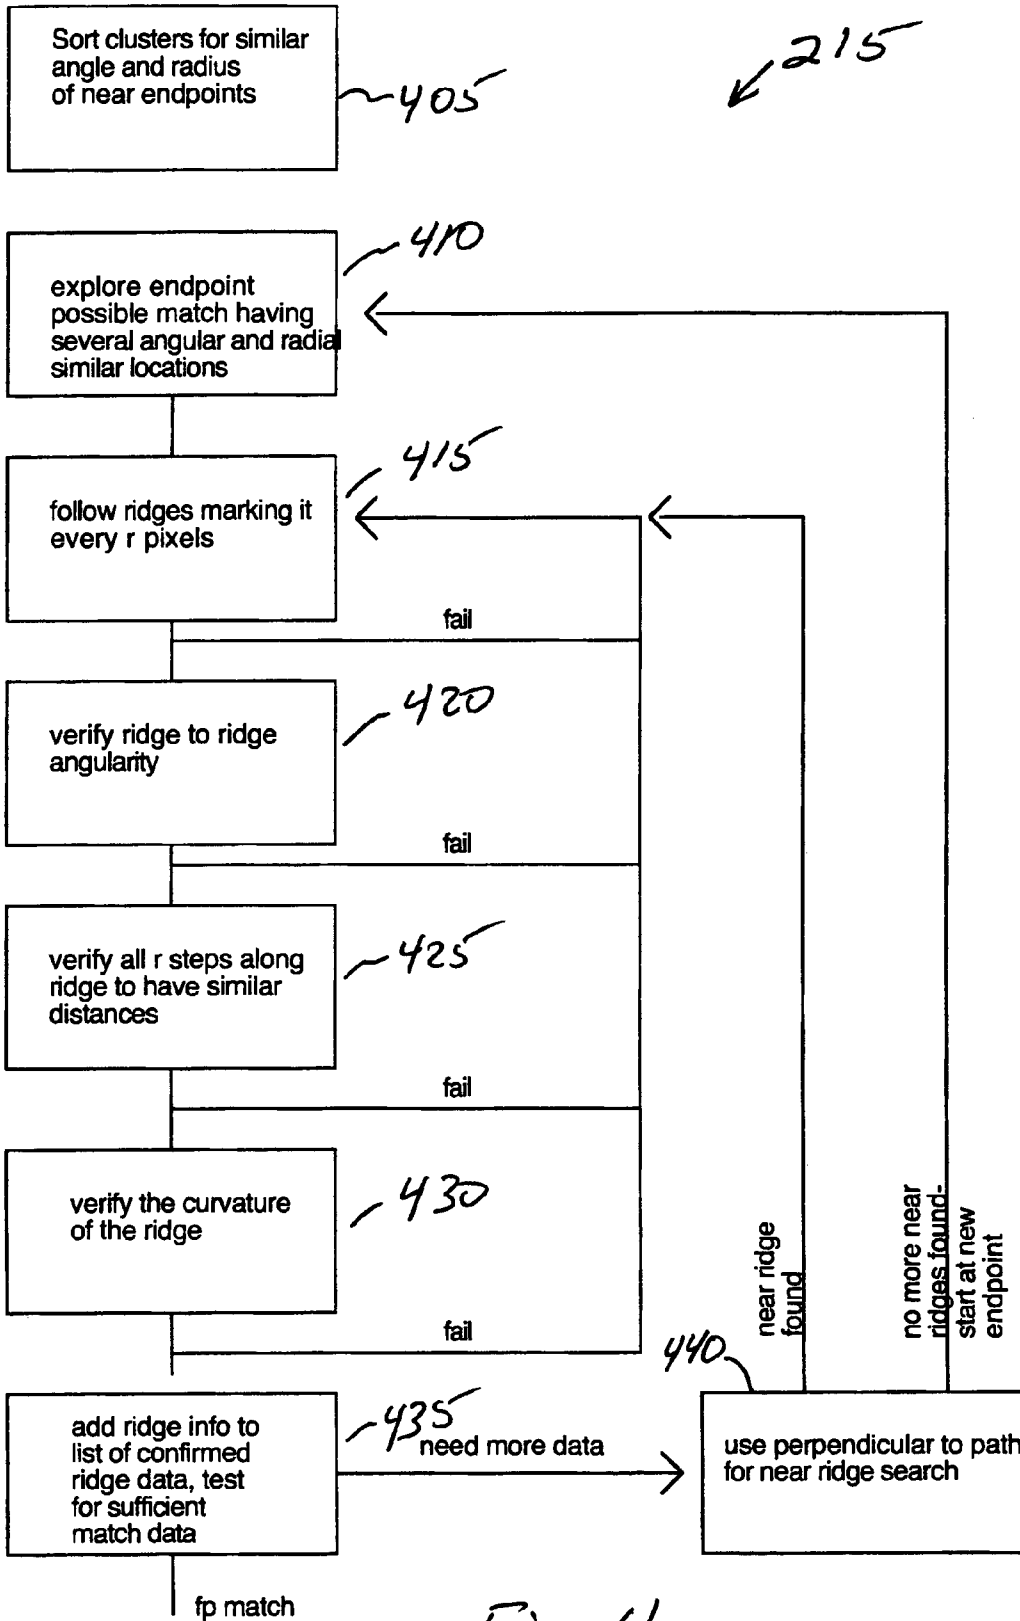 Sort clusters for similar
angle and radius
of near endpoints
405
215
410
explore endpoint
possible match having
several angular and radial
similar locations
415
follow ridges marking it
every r pixels
fail
420
verify ridge to ridge
angularity
fail
425
verify all r steps along
ridge to have similar
distances
fail
430
verify the curvature
of the ridge
fail
near ridge
found
no more near
ridges found-
start at new
endpoint
440
435
add ridge info to
list of confirmed
ridge data, test
for sufficient
match data
need more data
use perpendicular to path
for near ridge search
fp match